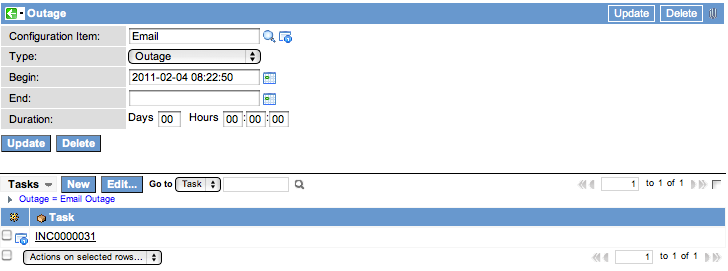 Outage Update Delete
Configuration Item: Email
Type: Outage
Begin: 2011-02-04 08:22:50
End:
Duration: Days 00 Hours 00 : 00 : 00
Update Delete
Tasks New Edit... Go to Task 1 to 1 of 1
Outage = Email Outage
Task
INC0000031
Actions on selected rows... 1 to 1 of 1